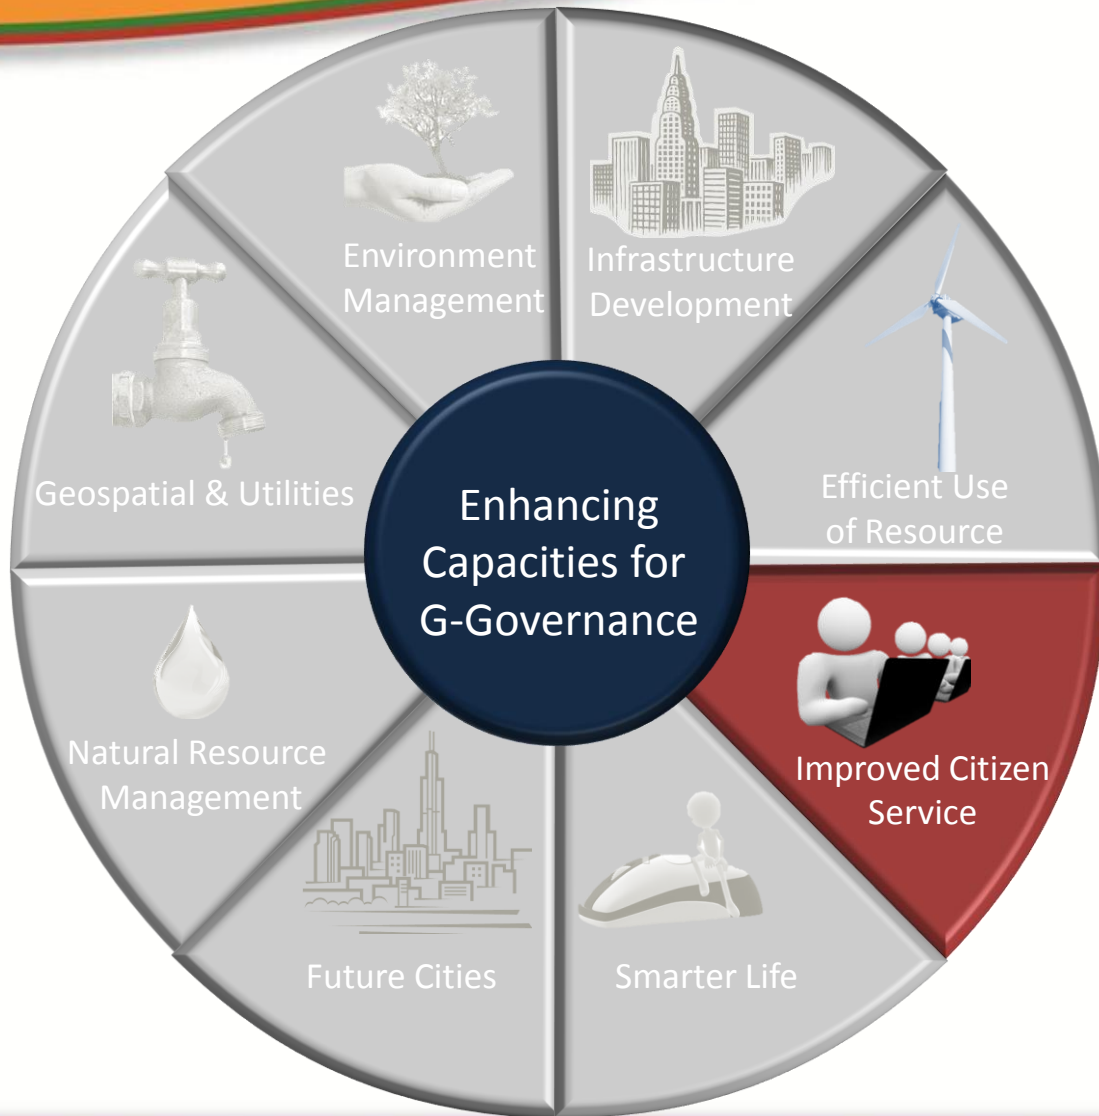 Environment
Management
Infrastructure
Development
Efficient Use
of Resource
Improved Citizen
Service
Smarter Life
Future Cities
Natural Resource
Management
Geospatial & Utilities
Enhancing
Capacities for
G-Governance